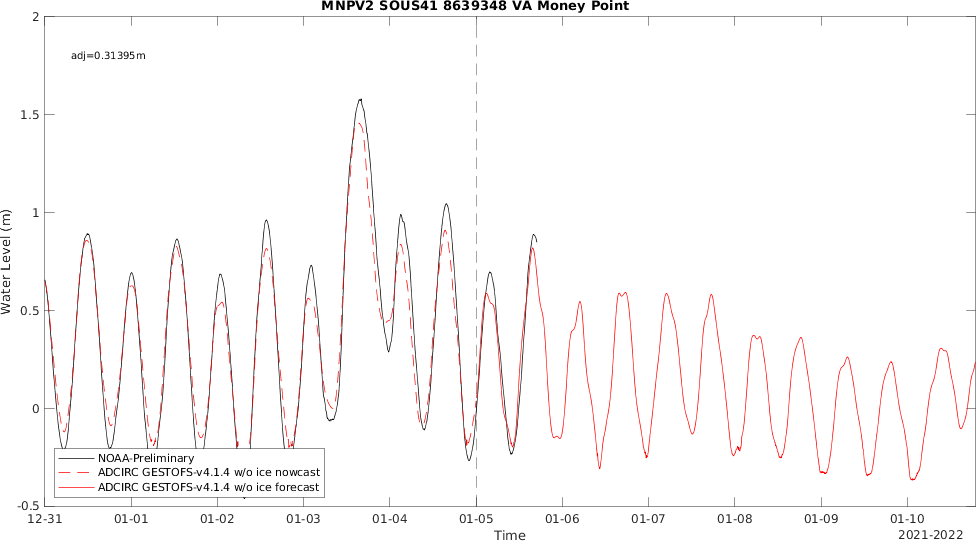 MNPV2 SOUS41 8639348 VA Money Point
adj=0.31395m
Water Level (m)
2
1.5
1
0.5
0
-0.5
NOAA-Preliminary
ADCIRC GESTOFS-v4.1.4 w/o ice nowcast
ADCIRC GESTOFS-v4.1.4 w/o ice forecast
12-31 01-01 01-02 01-03 01-04 01-05 01-06 01-07 01-08 01-09 01-10
Time
2021-2022